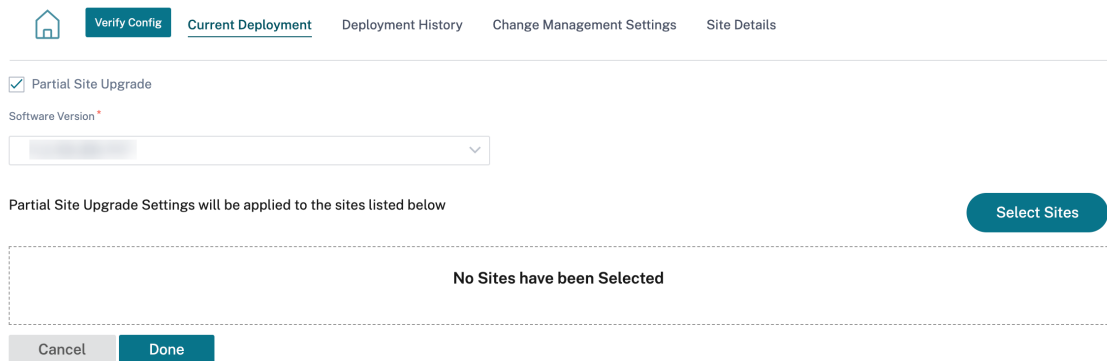 Verify Config Current Deployment Deployment History Change Management Settings Site Details
Partial Site Upgrade
Software Version*
Partial Site Upgrade Settings will be applied to the sites listed below
Select Sites
No Sites have been Selected
Cancel Done